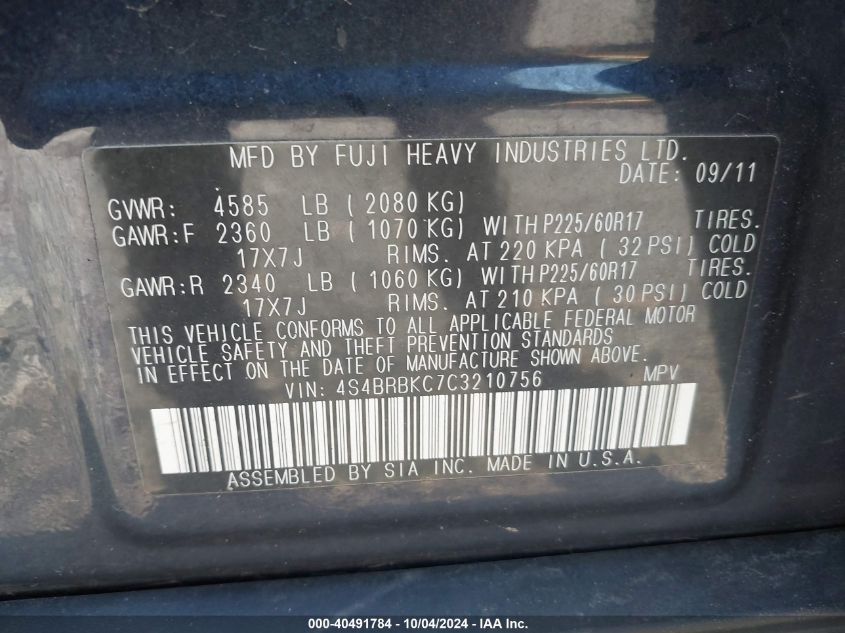 MFD BY FUJI HEAVY INDUSTRIES LTD.
DATE: 09/11
GVWR: 4585 LB ( 2080 KG)
GAWR:F 2360 LB ( 1070 KG) WITH P225/60R17 TIRES.
17X7J RIMS. AT 220 KPA ( 32 PSI) COLD
GAWR:R 2340 LB ( 1060 KG) WITH P225/60R17 TIRES.
17X7J RIMS. AT 210 KPA ( 30 PSI) COLD
THIS VEHICLE CONFORMS TO ALL APPLICABLE FEDERAL MOTOR
VEHICLE SAFETY AND THEFT PREVENTION STANDARDS
IN EFFECT ON THE DATE OF MANUFACTURE SHOWN ABOVE.
VIN: 4S4BRBKC7C3210756 MPV
ASSEMBLED BY SIA INC. MADE IN U.S.A.
000-40491784 - 10/04/2024 - IAA Inc.